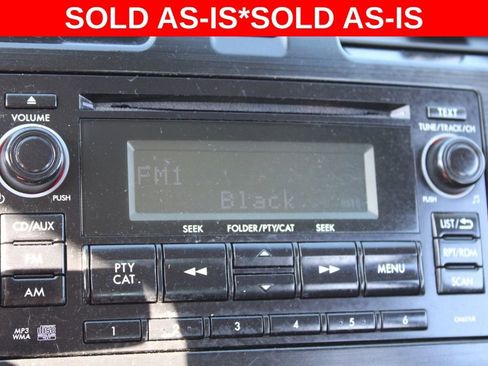 SOLD AS-IS*SOLD AS-IS
VOLUME
TEXT
TUNE/TRACK/CH
FM1
Black
PUSH
PUSH
SEEK
FOLDER/PTY/CAT
SEEK
CD/AUX
LIST/
FM
PTY CAT
MENU
RPT/RDM
AM
SCAN
MP3
WMA
1
2
3
4
5
6